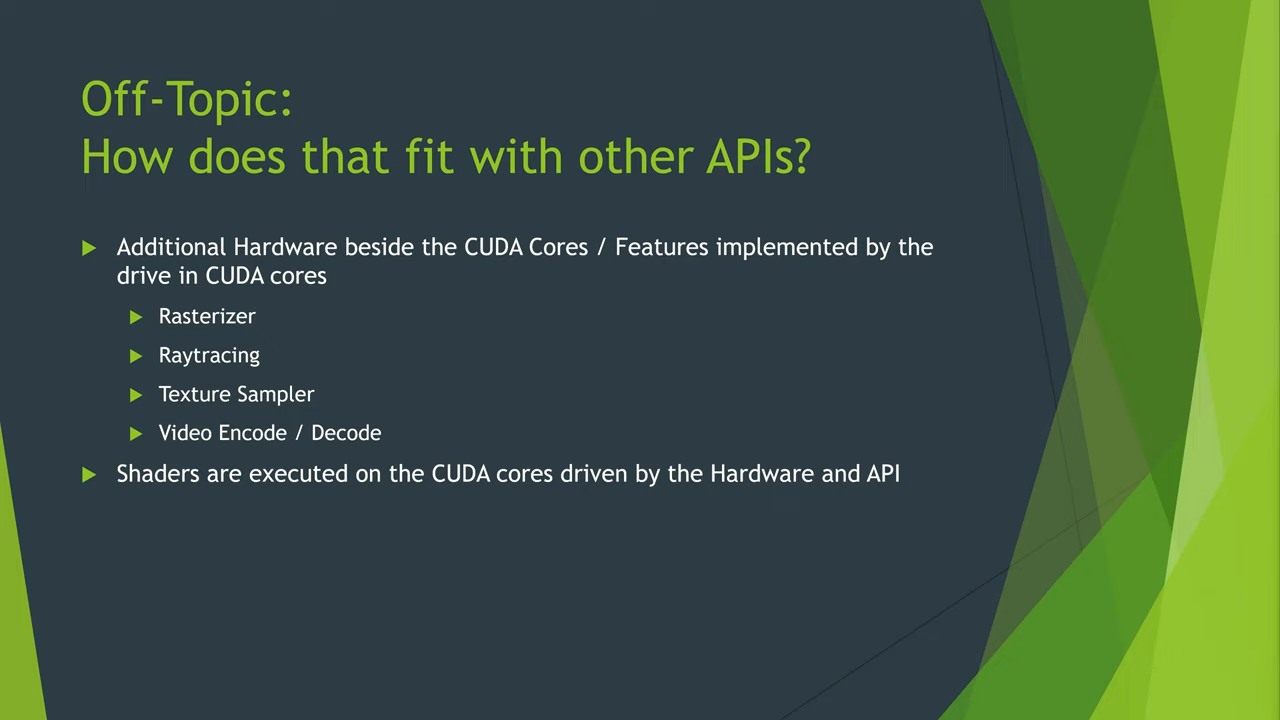 Off-Topic:
How does that fit with other APIs?
Additional Hardware beside the CUDA Cores / Features implemented by the
drive in CUDA cores
Rasterizer
Raytracing
Texture Sampler
Video Encode / Decode
Shaders are executed on the CUDA cores driven by the Hardware and API